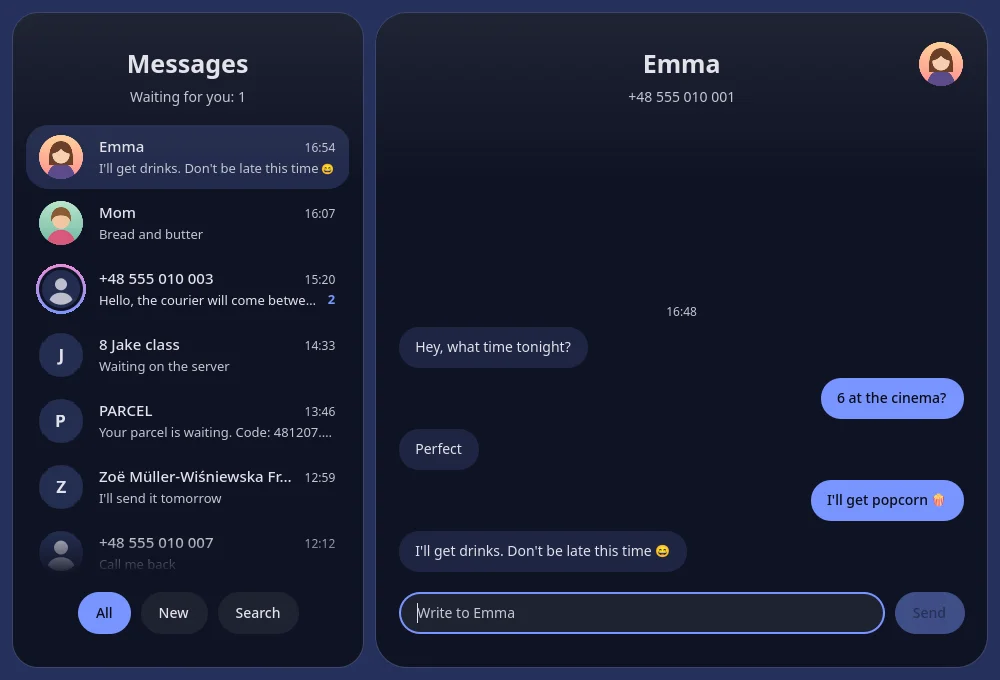 Messages
Waiting for you: 1
Emma 16:54
I'll get drinks. Don't be late this time 😄
Mom 16:07
Bread and butter
+48 555 010 003 15:20
Hello, the courier will come betwe... 2
J
8 Jake class 14:33
Waiting on the server
P
PARCEL 13:46
Your parcel is waiting. Code: 481207....
Z
Zoë Müller-Wiśniewska Fr... 12:59
I'll send it tomorrow
+48 555 010 007 12:12
Call me back
All New Search
Emma
+48 555 010 001
16:48
Hey, what time tonight?
6 at the cinema?
Perfect
I'll get popcorn 🍿
I'll get drinks. Don't be late this time 😄
Write to Emma Send